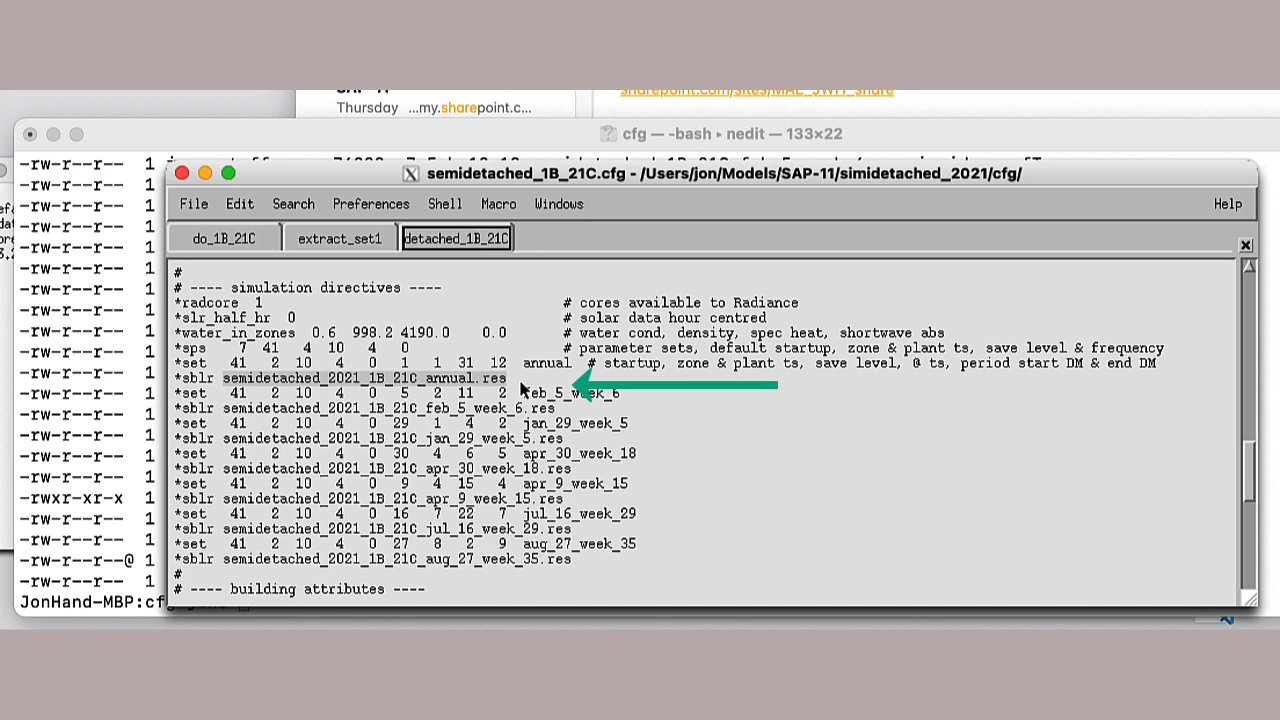 Thursday ...my.sharepoint.c...
sharepoint.com/sites/MAE_JWH_share
cfg — -bash ▸ nedit — 133×22
-rw-r--r-- 1
semidetached_1B_21C.cfg - /Users/jon/Models/SAP-11/simidetached_2021/cfg/
-rw-r--r-- 1
File Edit Search Preferences Shell Macro Windows Help
-rw-r--r-- 1
do_1B_21C extract_set1 detached_1B_21C
-rw-r--r-- 1
-rw-r--r-- 1
#
-rw-r--r-- 1
# ---- simulation directives ----
-rw-r--r-- 1
*radcore 1 # cores available to Radiance
*slr_half_hr 0 # solar data hour centred
-rw-r--r-- 1
*water_in_zones 0.6 998.2 4190.0 0.0 # water cond, density, spec heat, shortwave abs
-rw-r--r-- 1
*sps 7 41 4 10 4 0 # parameter sets, default startup, zone & plant ts, save level & frequency
-rw-r--r-- 1
*set 41 2 10 4 0 1 1 31 12 annual # startup, zone & plant ts, save level, @ ts, period start DM & end DM
-rw-r--r-- 1
*sblr semidetached_2021_1B_21C_annual.res
*set 41 2 10 4 0 5 2 11 2 feb_5_week_6
-rw-r--r-- 1
*sblr semidetached_2021_1B_21C_feb_5_week_6.res
-rw-r--r-- 1
*set 41 2 10 4 0 29 1 4 2 jan_29_week_5
-rw-r--r-- 1
*sblr semidetached_2021_1B_21C_jan_29_week_5.res
*set 41 2 10 4 0 30 4 6 5 apr_30_week_18
-rw-r--r-- 1
*sblr semidetached_2021_1B_21C_apr_30_week_18.res
-rw-r--r-- 1
*set 41 2 10 4 0 9 4 15 4 apr_9_week_15
-rwxr-xr-x 1
*sblr semidetached_2021_1B_21C_apr_9_week_15.res
*set 41 2 10 4 0 16 7 22 7 jul_16_week_29
-rw-r--r-- 1
*sblr semidetached_2021_1B_21C_jul_16_week_29.res
-rw-r--r-- 1
*set 41 2 10 4 0 27 8 2 9 aug_27_week_35
-rw-r--r--@ 1
*sblr semidetached_2021_1B_21C_aug_27_week_35.res
#
-rw-r--r-- 1
# ---- building attributes ----
JonHand-MBP:cfg